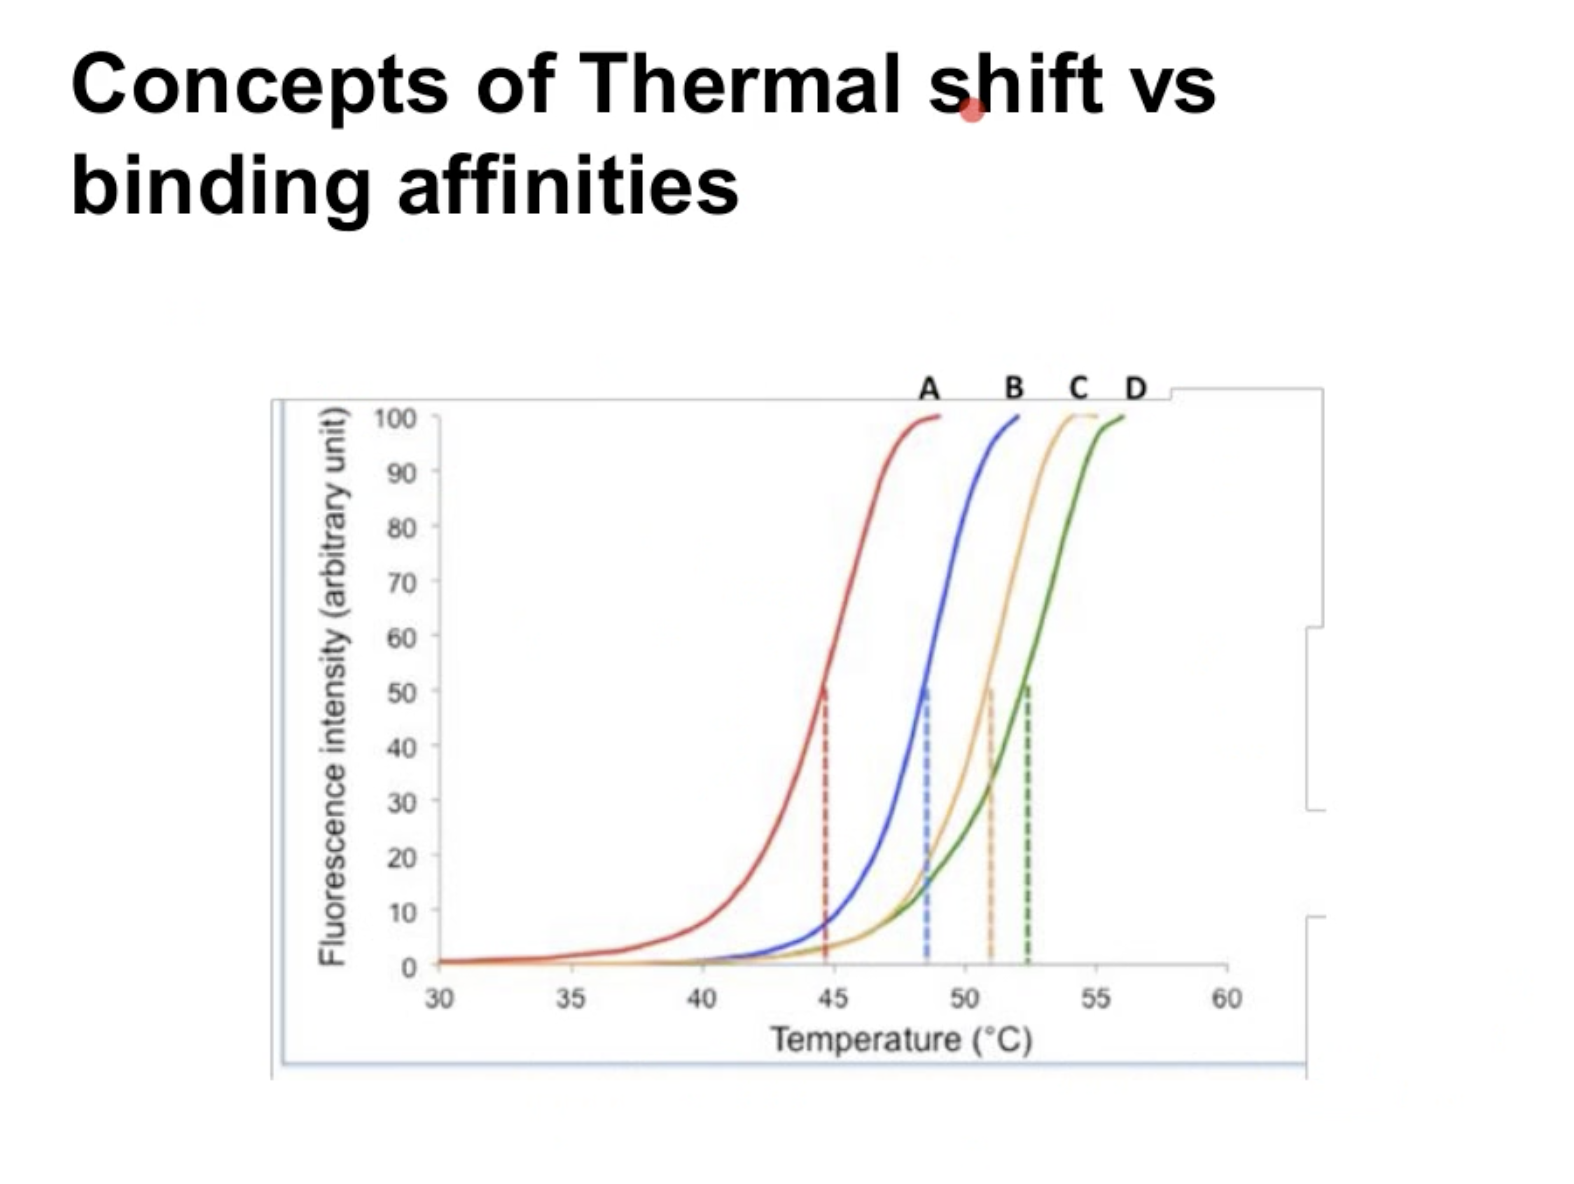 Concepts of Thermal shift vs
binding affinities
A B C D
Fluorescence intensity (arbitrary unit)
100
90
80
70
60
50
40
30
20
10
0
30 35 40 45 50 55 60
Temperature (°C)